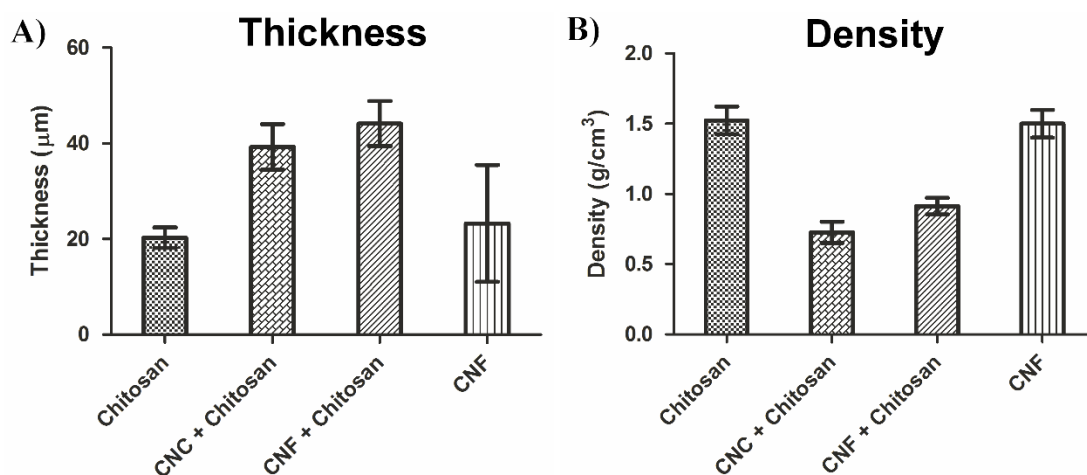 A) Thickness
Thickness (μm)
60
40
20
0
Chitosan
CNC + Chitosan
CNF + Chitosan
CNF
B) Density
Density (g/cm³)
2.0
1.5
1.0
0.5
0.0
Chitosan
CNC + Chitosan
CNF + Chitosan
CNF